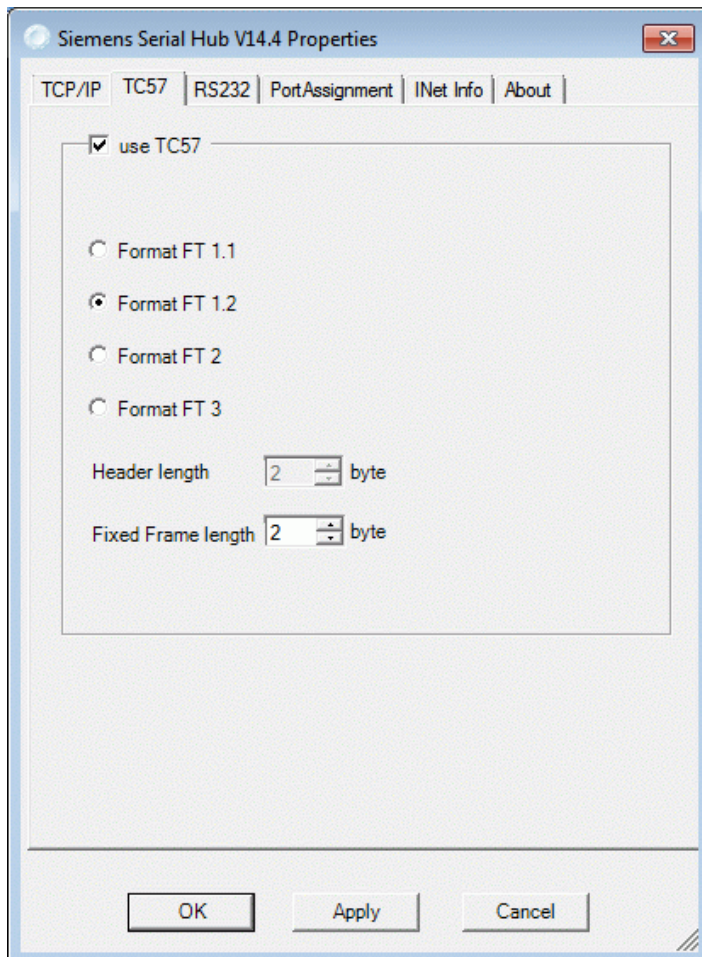 Siemens Serial Hub V14.4 Properties
TCP/IP TC57 RS232 PortAssignment INet Info About
use TC57
Format FT 1.1
Format FT 1.2
Format FT 2
Format FT 3
Header length 2 byte
Fixed Frame length 2 byte
OK Apply Cancel